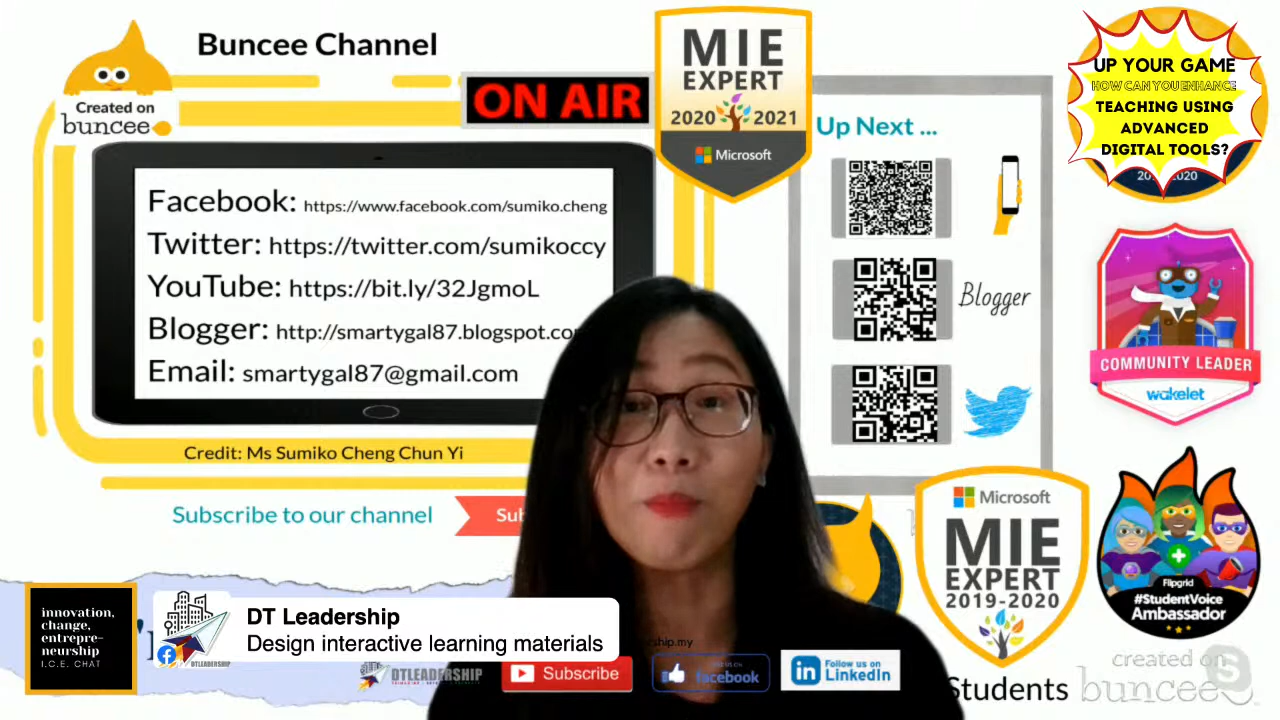 Buncee Channel
Created on
buncee
ON AIR
MIE
EXPERT
2020 2021
Microsoft
UP YOUR GAME
HOW CAN YOU ENHANCE
TEACHING USING
ADVANCED
DIGITAL TOOLS?
Up Next ...
Facebook: https://www.facebook.com/sumiko.cheng
Twitter: https://twitter.com/sumikoccy
YouTube: https://bit.ly/32JgmoL
Blogger: http://smartygal87.blogspot.co
Email: smartygal87@gmail.com
Blogger
Credit: Ms Sumiko Cheng Chun Yi
Subscribe to our channel
COMMUNITY LEADER
wakelet
Microsoft
MIE
EXPERT
2019-2020
Flipgrid
#StudentVoice
Ambassador
innovation,
change,
entrepre-
neurship
I.C.E. CHAT
DT Leadership
Design interactive learning materials
DTLEADERSHIP
DTLEADERSHIP
Subscribe
facebook
Follow us on
LinkedIn
Students
created on
buncee